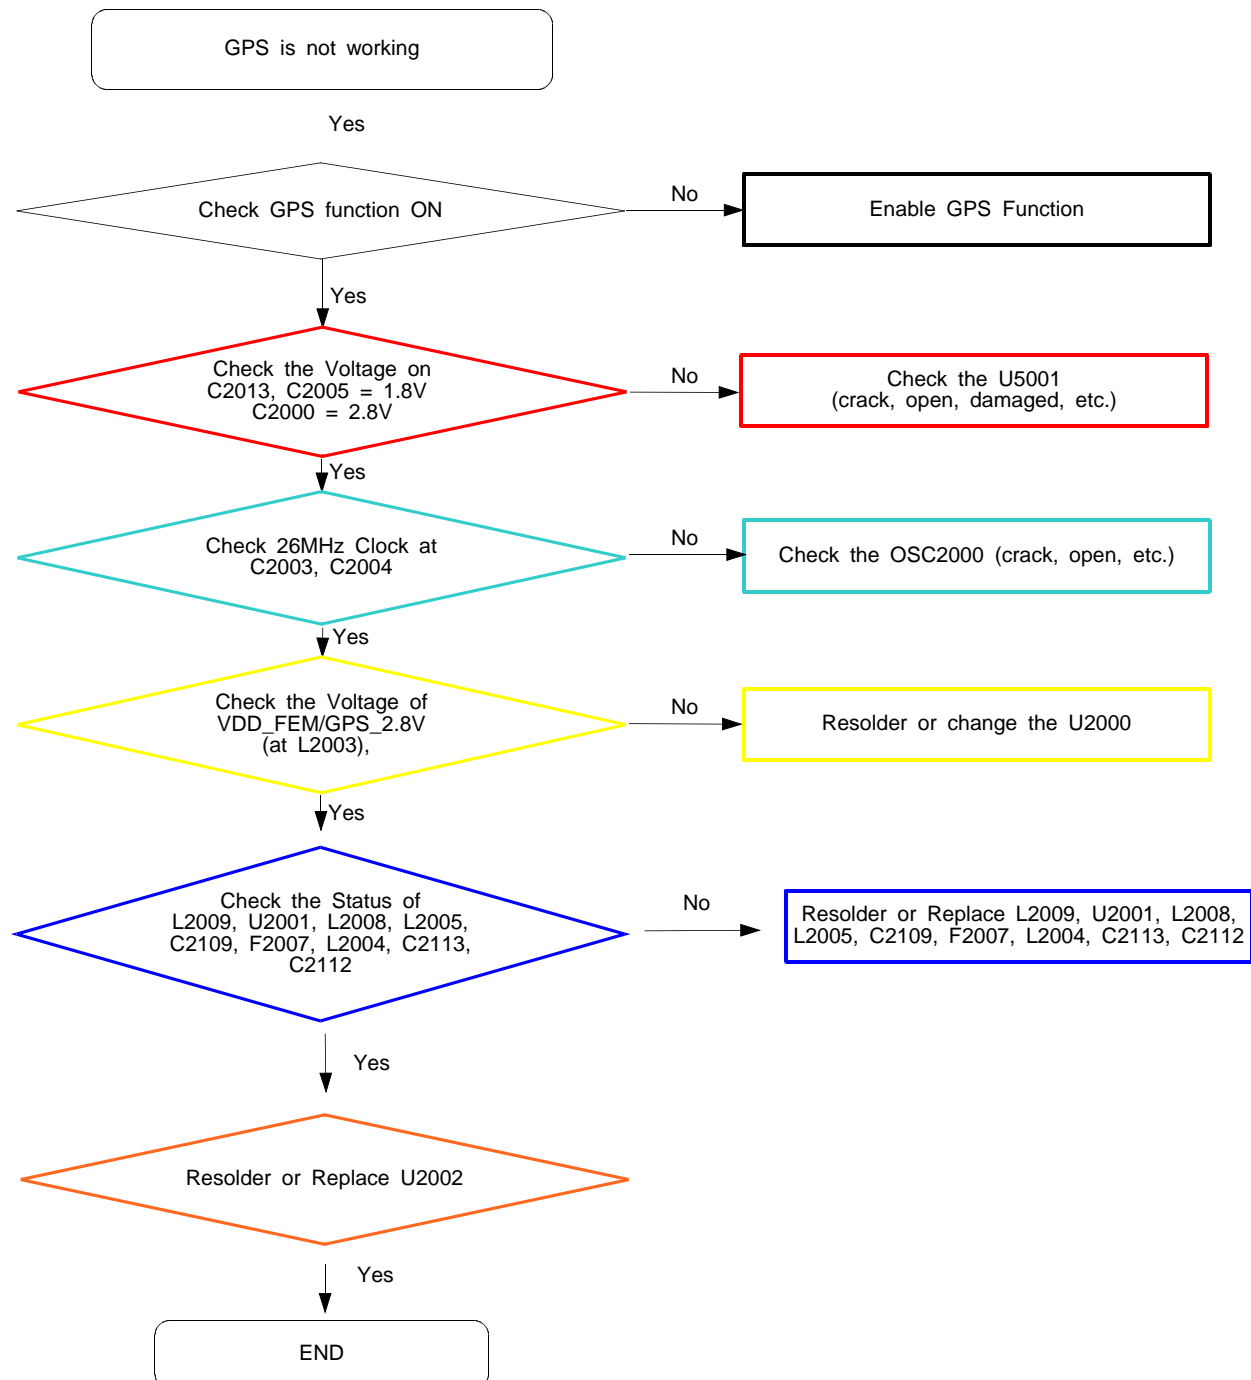 GPS is not working
Yes
Check GPS function ON
No
Enable GPS Function
Yes
Check the Voltage on
C2013, C2005 = 1.8V
C2000 = 2.8V
No
Check the U5001
(crack, open, damaged, etc.)
Yes
Check 26MHz Clock at
C2003, C2004
No
Check the OSC2000 (crack, open, etc.)
Yes
Check the Voltage of
VDD_FEM/GPS_2.8V
(at L2003),
No
Resolder or change the U2000
Yes
Check the Status of
L2009, U2001, L2008, L2005,
C2109, F2007, L2004, C2113,
C2112
No
Resolder or Replace L2009, U2001, L2008,
L2005, C2109, F2007, L2004, C2113, C2112
Yes
Resolder or Replace U2002
Yes
END